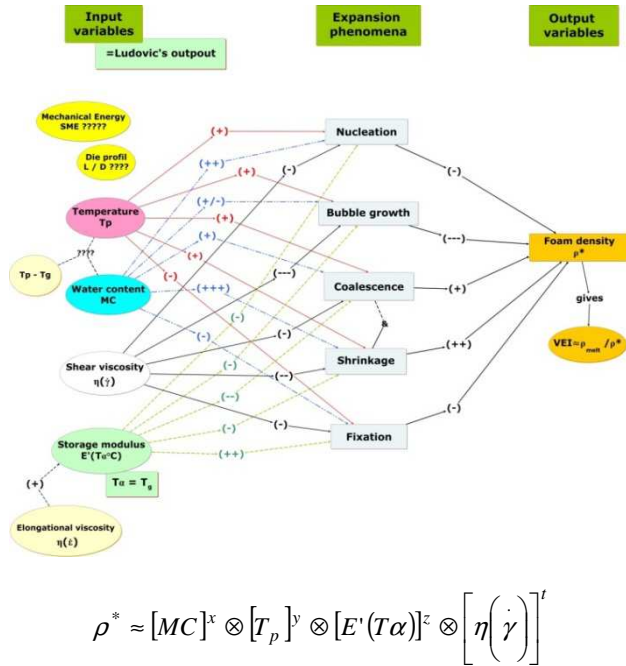 Input
variables
Expansion
phenomena
Output
variables
=Ludovic's outpout
Mechanical Energy
SME ?????
Die profil
L / D ????
Temperature
Tp
????
Tp - Tg
Water content
MC
Shear viscosity
η(γ̇)
Storage modulus
E'(Tα°C)
Tα = Tg
(+)
Elongational viscosity
η(ε̇)
(+)
(++)
(-)
(+)
(+/-)
(+)
(+)
(+)
(-)
(---)
(+++)
(-)
(-)
(-)
(-)
(--)
(--)
(-)
(-)
(++)
Nucleation
Bubble growth
Coalescence
&
Shrinkage
Fixation
(-)
(---)
(+)
(++)
(-)
Foam density
ρ*
gives
VEI≈ρmelt/ρ*
ρ* ≈ [MC]^x ⊗ [T_p]^y ⊗ [E'(Tα)]^z ⊗ [η(γ̇)]^t